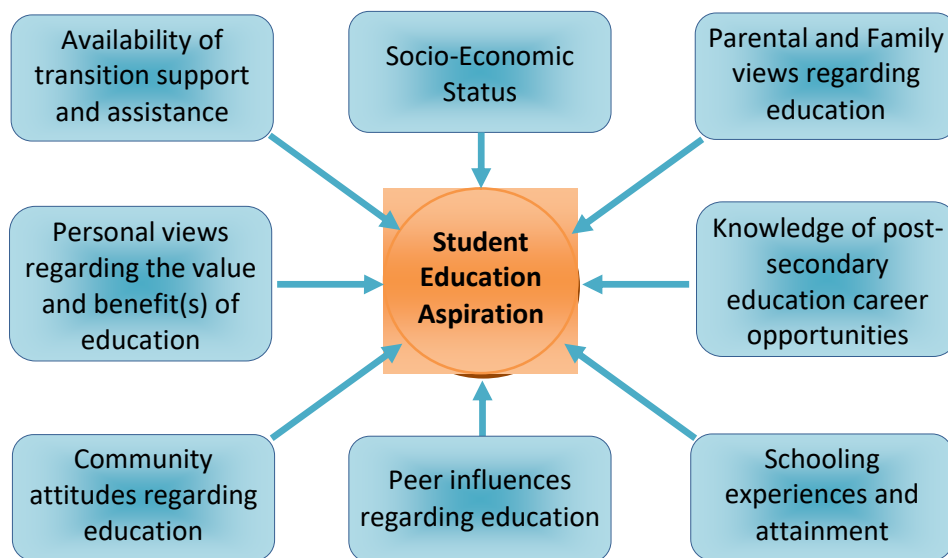 Availability of
transition support
and assistance
Socio-Economic
Status
Parental and Family
views regarding
education
Personal views
regarding the value
and benefit(s) of
education
Student
Education
Aspiration
Knowledge of post-
secondary
education career
opportunities
Community
attitudes regarding
education
Peer influences
regarding education
Schooling
experiences and
attainment